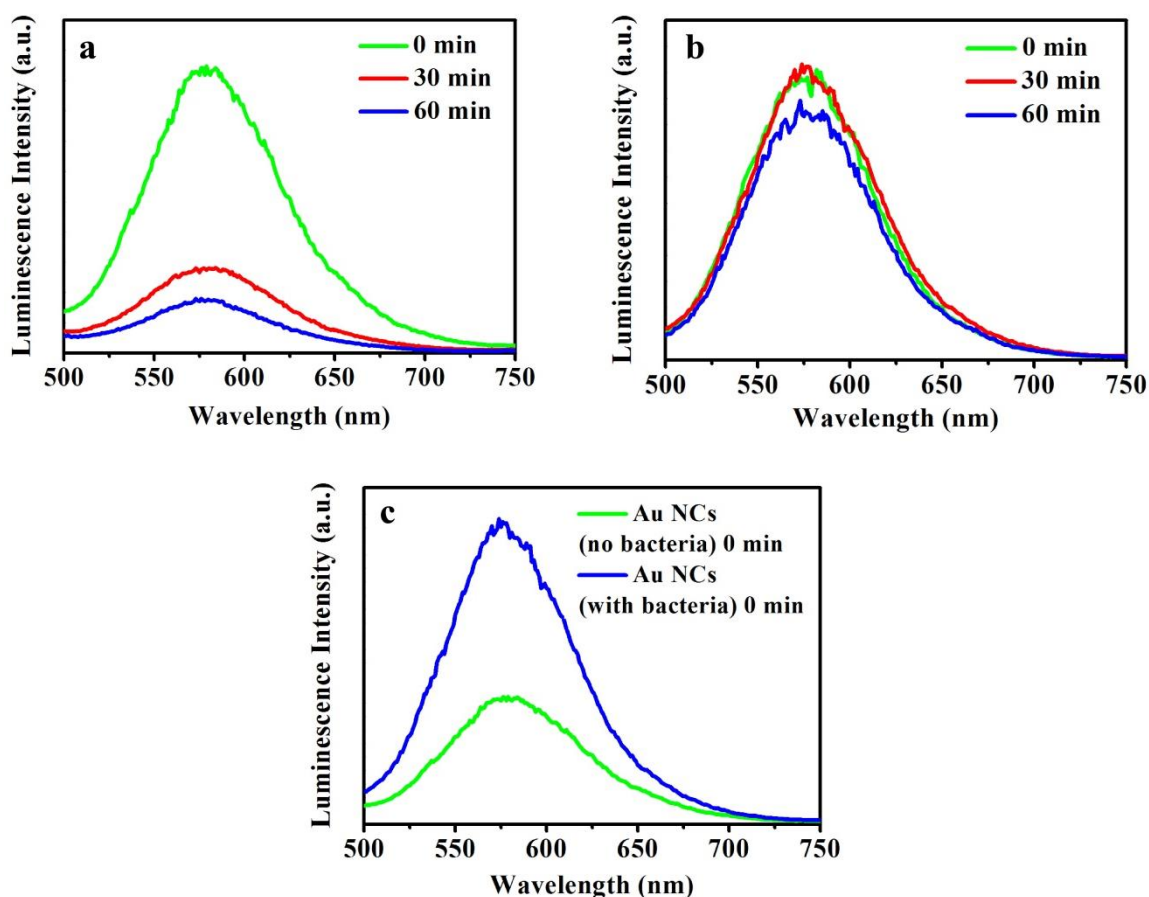 a
0 min
30 min
60 min
Luminescence Intensity (a.u.)
500 550 600 650 700 750
Wavelength (nm)
b
0 min
30 min
60 min
Luminescence Intensity (a.u.)
500 550 600 650 700 750
Wavelength (nm)
c
Au NCs
(no bacteria) 0 min
Au NCs
(with bacteria) 0 min
Luminescence Intensity (a.u.)
500 550 600 650 700 750
Wavelength (nm)